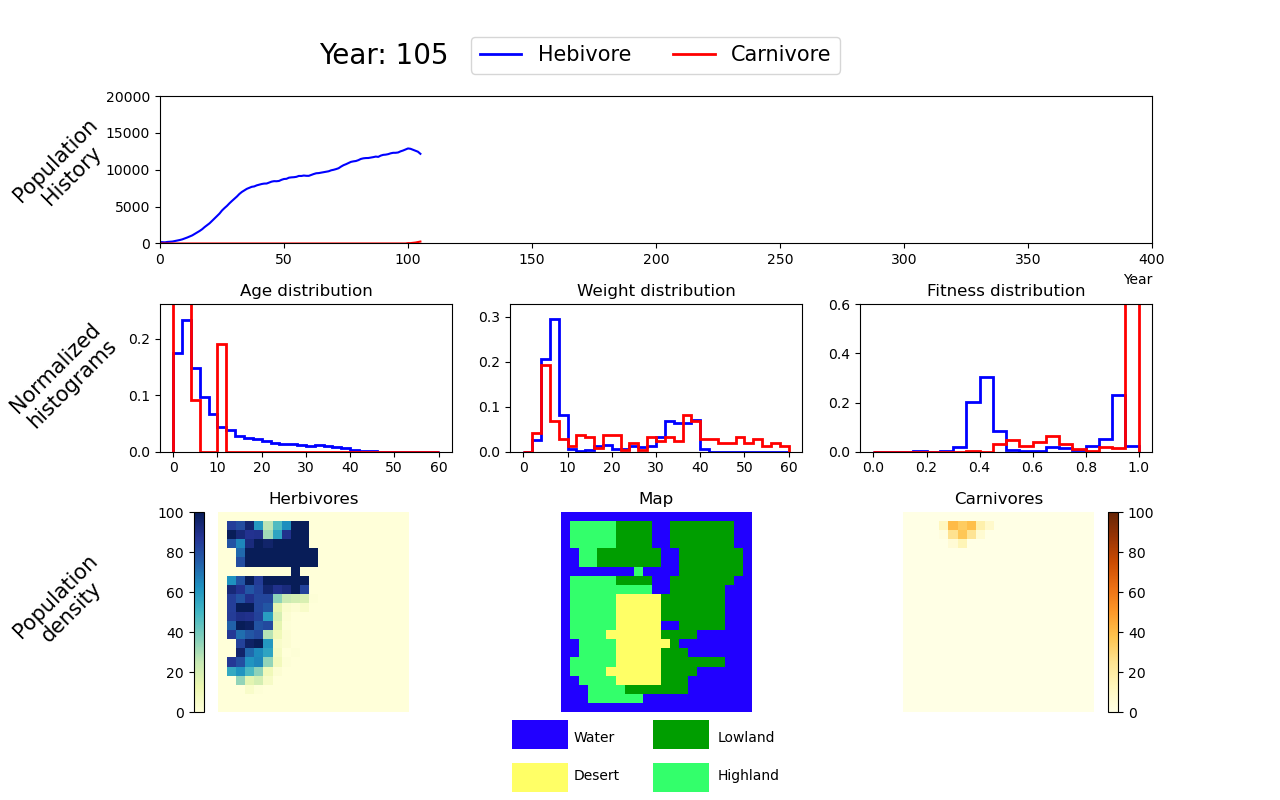 Year: 105
Hebivore
Carnivore
Population
History
20000
15000
10000
5000
0
0 50 100 150 200 250 300 350 400
Year
Normalized
histograms
Age distribution
0.2
0.1
0.0
0 10 20 30 40 50 60
Weight distribution
0.3
0.2
0.1
0.0
0 10 20 30 40 50 60
Fitness distribution
0.6
0.4
0.2
0.0
0.0 0.2 0.4 0.6 0.8 1.0
Population
density
Herbivores
100
80
60
40
20
0
Map
Carnivores
100
80
60
40
20
0
Water
Lowland
Desert
Highland